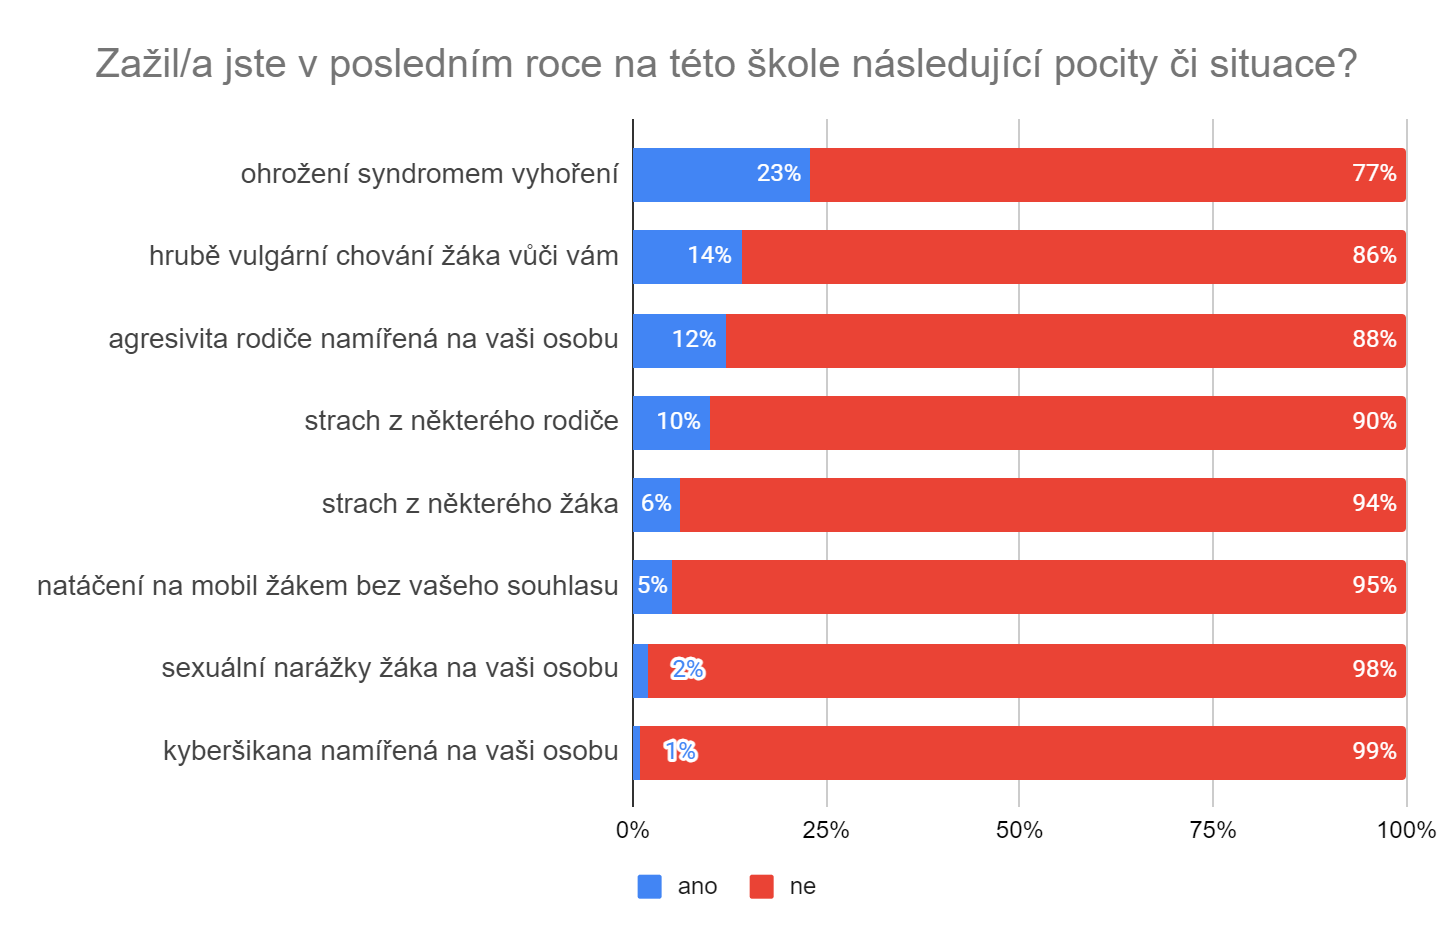 Zažil/a jste v posledním roce na této škole následující pocity či situace?
ohrožení syndromem vyhoření 23% 77%
hrubě vulgární chování žáka vůči vám 14% 86%
agresivita rodiče namířená na vaši osobu 12% 88%
strach z některého rodiče 10% 90%
strach z některého žáka 6% 94%
natáčení na mobil žákem bez vašeho souhlasu 5% 95%
sexuální narážky žáka na vaši osobu 2% 98%
kyberšikana namířená na vaši osobu 1% 99%
0% 25% 50% 75% 100%
ano ne